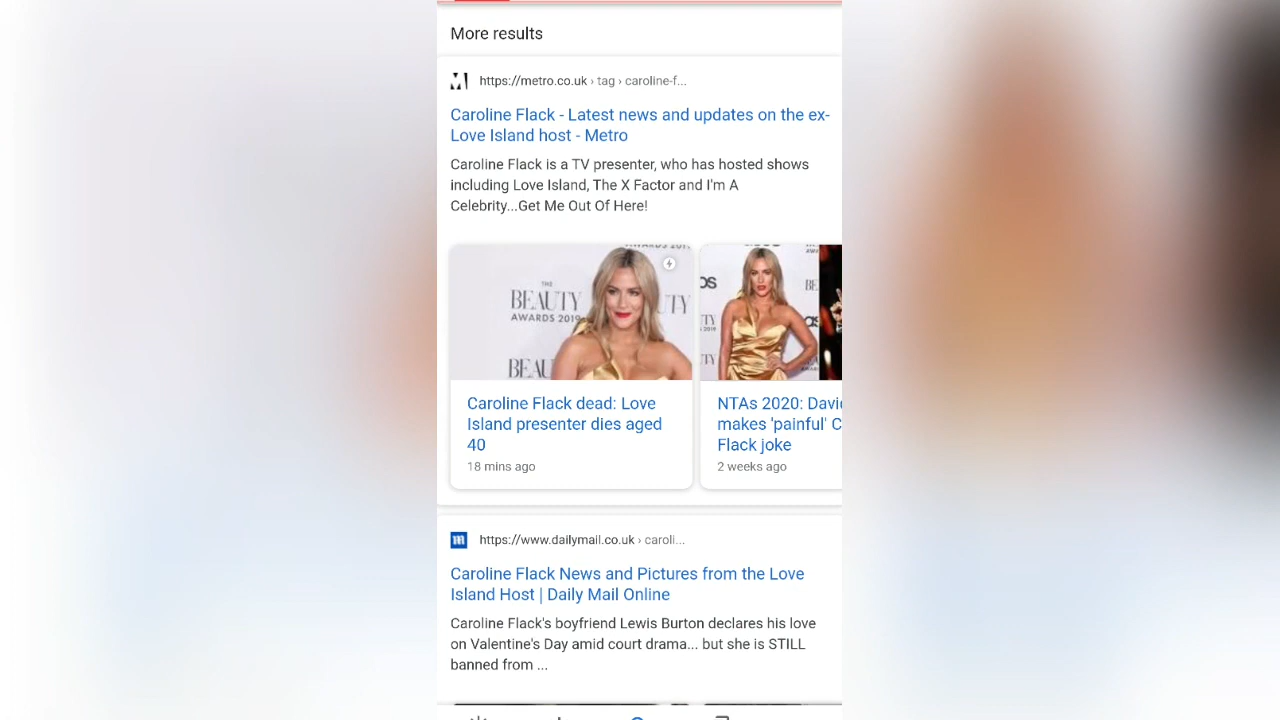 More results
https://metro.co.uk › tag › caroline-f...
Caroline Flack - Latest news and updates on the ex-
Love Island host - Metro
Caroline Flack is a TV presenter, who has hosted shows
including Love Island, The X Factor and I'm A
Celebrity...Get Me Out Of Here!
THE
BEAUTY
AWARDS 2019
Caroline Flack dead: Love
Island presenter dies aged
40
18 mins ago
NTAs 2020: Davi
makes 'painful' C
Flack joke
2 weeks ago
https://www.dailymail.co.uk › caroli...
Caroline Flack News and Pictures from the Love
Island Host | Daily Mail Online
Caroline Flack's boyfriend Lewis Burton declares his love
on Valentine's Day amid court drama... but she is STILL
banned from ...